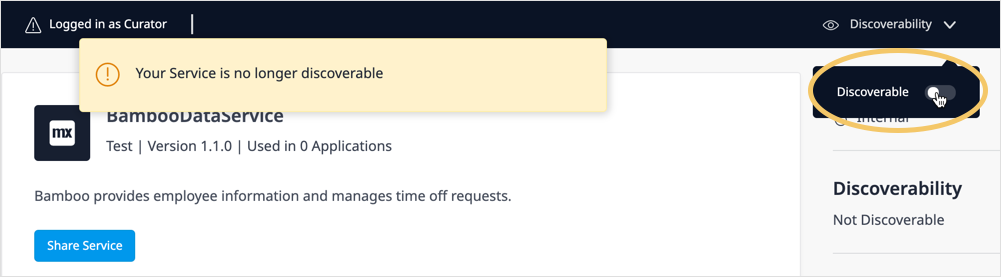 Logged in as Curator
Discoverability
Your Service is no longer discoverable
Discoverable
Internal
mx
BambooDataService
Test | Version 1.1.0 | Used in 0 Applications
Discoverability
Not Discoverable
Bamboo provides employee information and manages time off requests.
Share Service